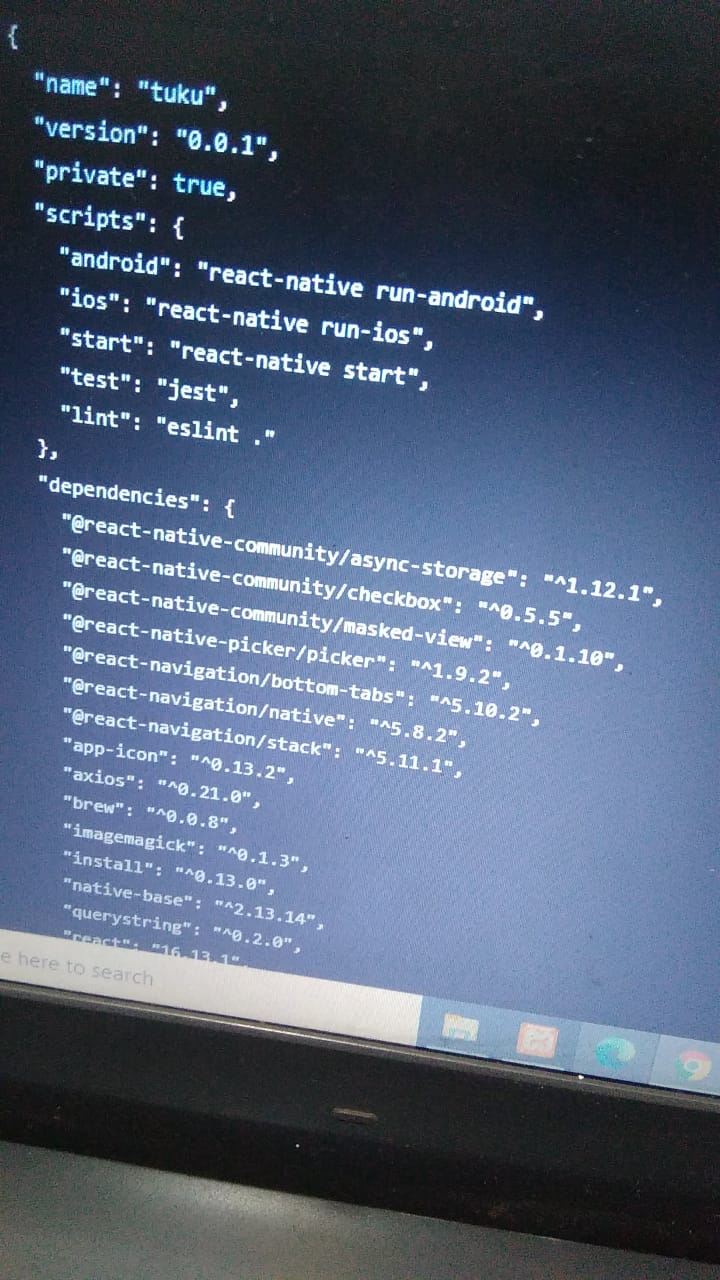 {
"name": "tuku",
"version": "0.0.1",
"private": true,
"scripts": {
"android": "react-native run-android",
"ios": "react-native run-ios",
"start": "react-native start",
"test": "jest",
"lint": "eslint ."
},
"dependencies": {
"@react-native-community/async-storage": "^1.12.1",
"@react-native-community/checkbox": "^0.5.5",
"@react-native-community/masked-view": "^0.1.10",
"@react-native-picker/picker": "^1.9.2",
"@react-navigation/bottom-tabs": "^5.10.2",
"@react-navigation/native": "^5.8.2",
"@react-navigation/stack": "^5.11.1",
"app-icon": "^0.13.2",
"axios": "^0.21.0",
"brew": "^0.0.8",
"imagemagick": "^0.1.3",
"install": "^0.13.0",
"native-base": "^2.13.14",
"querystring": "^0.2.0",
"react": "16.13.1",
e here to search